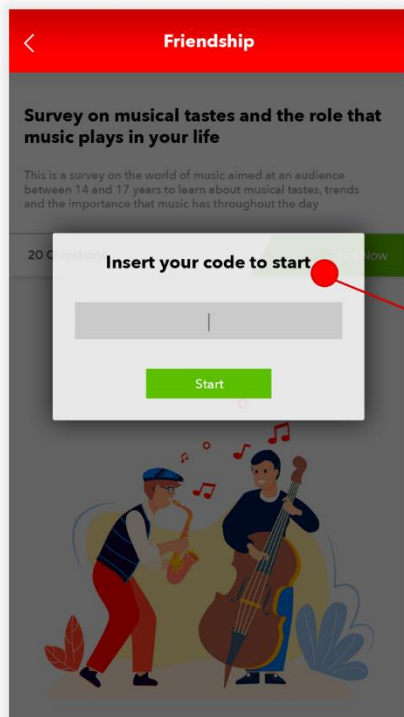 Friendship
Survey on musical tastes and the role that
music plays in your life
This is a survey on the world of music aimed at an audience
between 14 and 17 years to learn about musical tastes, trends
and the importance that music has throughout the day
20 Questions
Now
Insert your code to start
Start